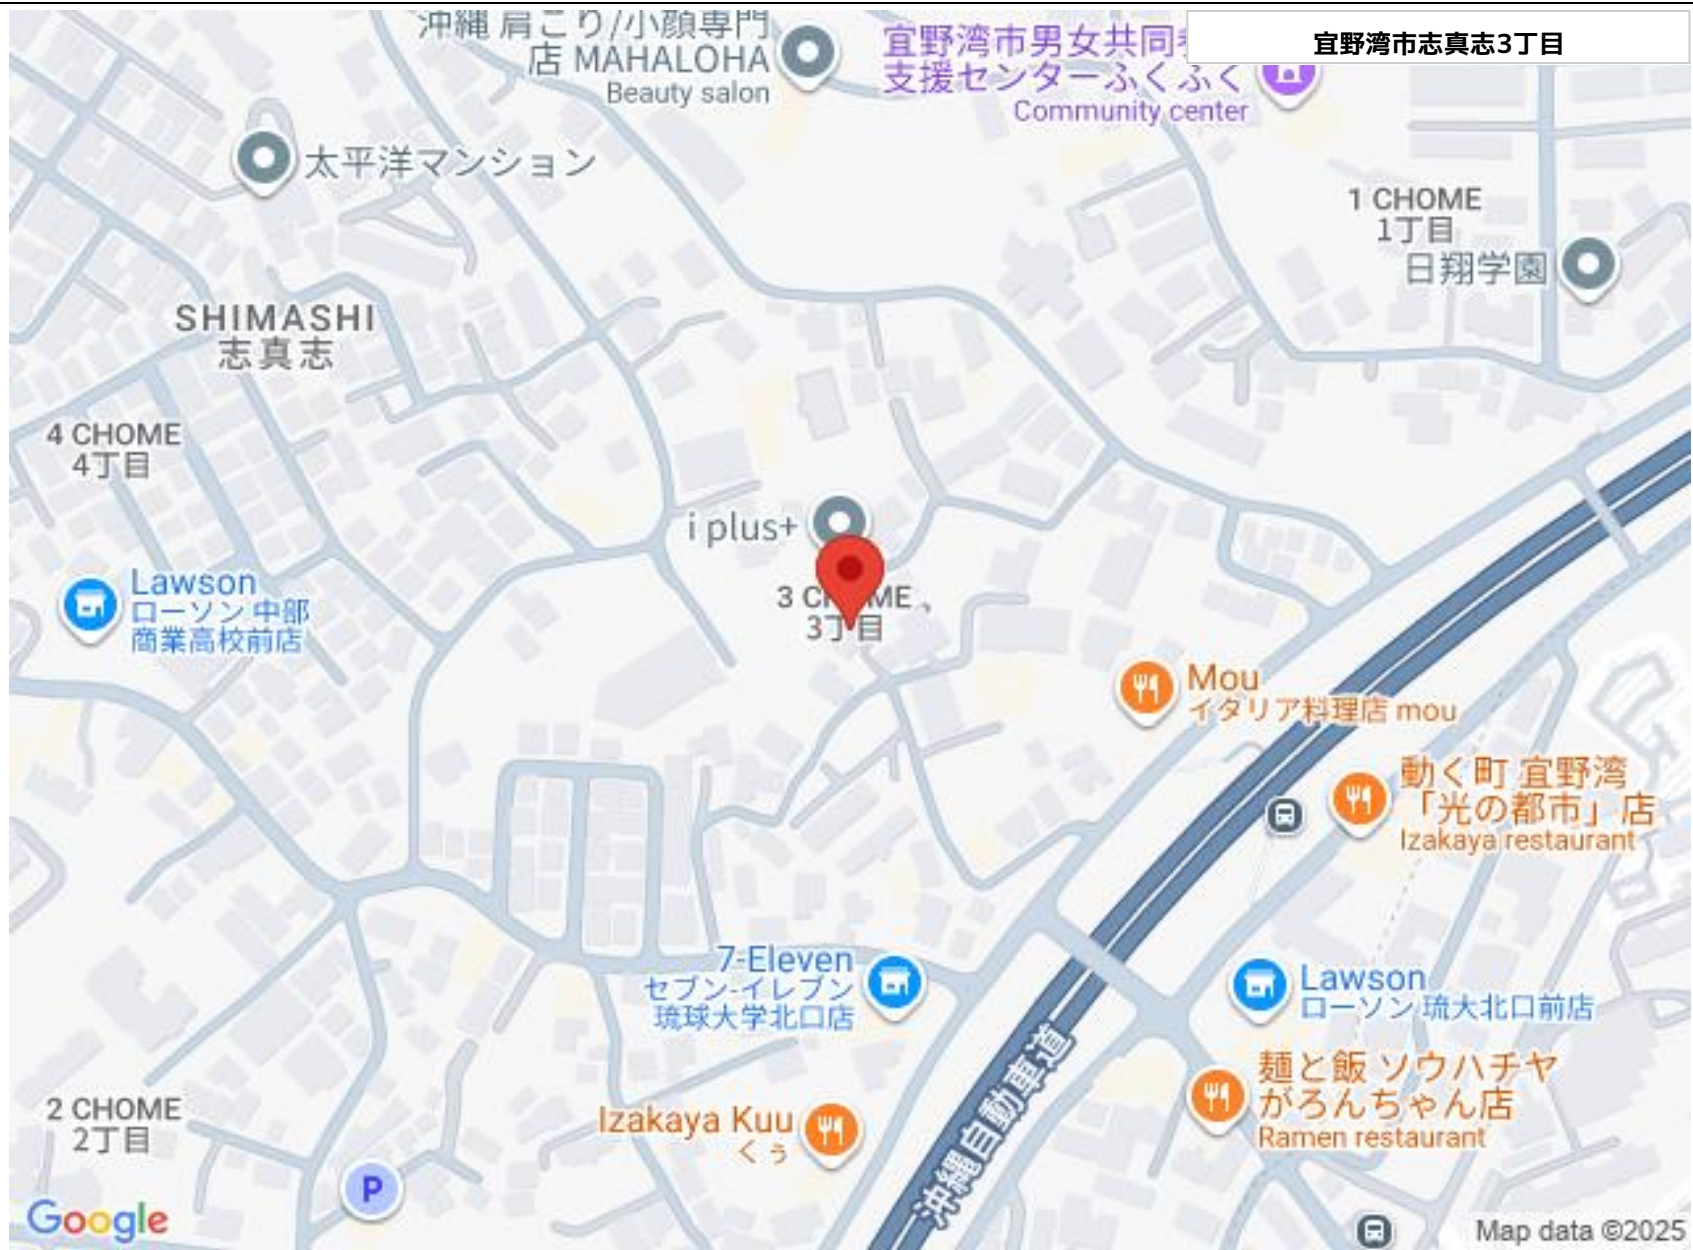 沖縄 肩こり/小顔専門
店 MAHALOHA
Beauty salon
宜野湾市男女共同
支援センターふくふく
Community center
宜野湾市志真志3丁目
太平洋マンション
1 CHOME
1丁目
日翔学園
SHIMASHI
志真志
4 CHOME
4丁目
i plus+
3 CHOME
3丁目
Lawson
ローソン 中部
商業高校前店
Mou
イタリア料理店 mou
動く町 宜野湾
「光の都市」店
Izakaya restaurant
7-Eleven
セブン-イレブン
琉球大学北口店
Lawson
ローソン 琉大北口前店
沖縄自動車道
麺と飯 ソウハチヤ
がろんちゃん店
Ramen restaurant
2 CHOME
2丁目
Izakaya Kuu
くぅ
P
Google
Map data ©2025